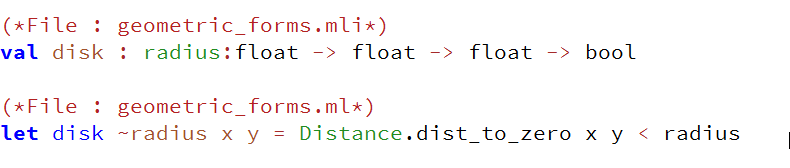 (*File : geometric_forms.mli*)
val disk : radius:float -> float -> float -> bool
(*File : geometric_forms.ml*)
let disk ~radius x y = Distance.dist_to_zero x y < radius